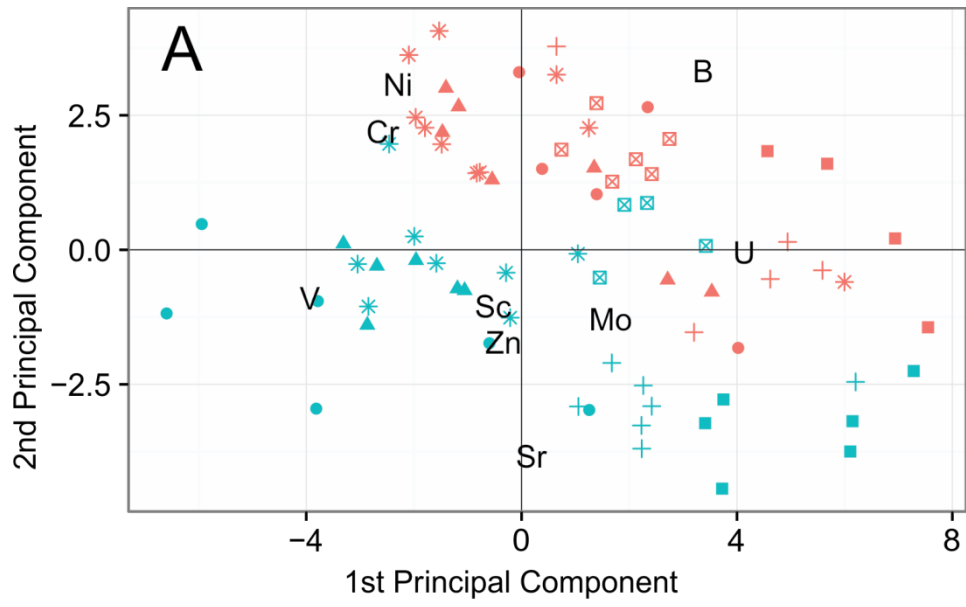 A
B
Ni
2.5
Cr
U
0.0
V
Sc
Mo
Zn
−2.5
Sr
−4
0
4
8
1st Principal Component
2nd Principal Component